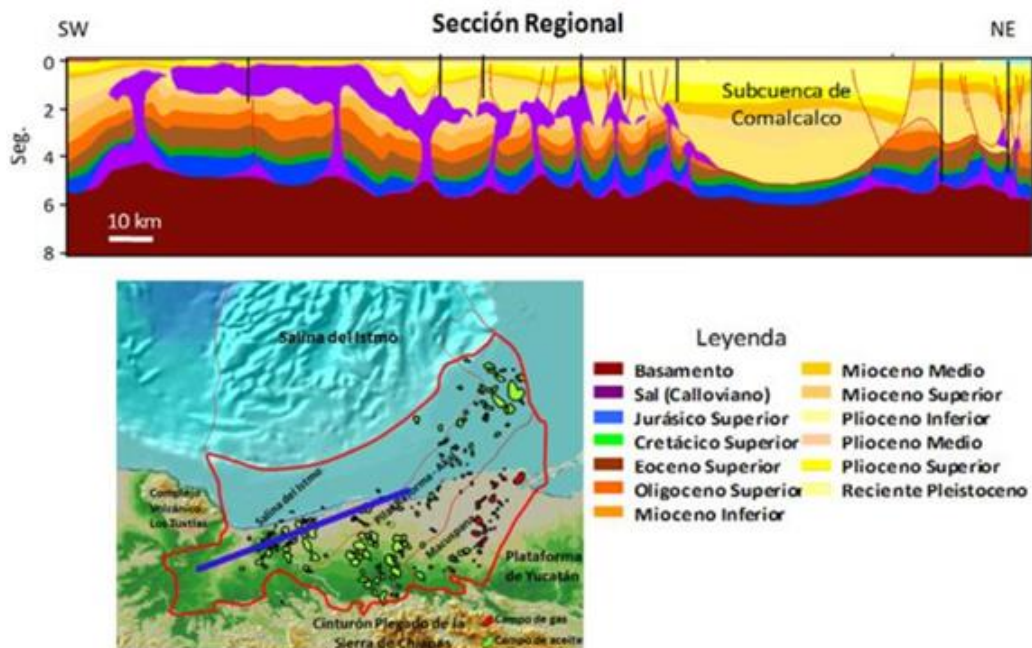 Sección Regional
SW
NE
0
2
4
6
8
Seg.
Subcuenca de
Comalcalco
10 km
Salina del Istmo
Salina del Istmo
Complejo
Volcánico
Los Tuxtlas
Macuspana
Plataforma
de Yucatán
Cinturón Plegado de la
Sierra de Chiapas
Campo de gas
Campo de aceite
Leyenda
Basamento
Sal (Calloviano)
Jurásico Superior
Cretácico Superior
Eoceno Superior
Oligoceno Superior
Mioceno Inferior
Mioceno Medio
Mioceno Superior
Plioceno Inferior
Plioceno Medio
Plioceno Superior
Reciente Pleistoceno